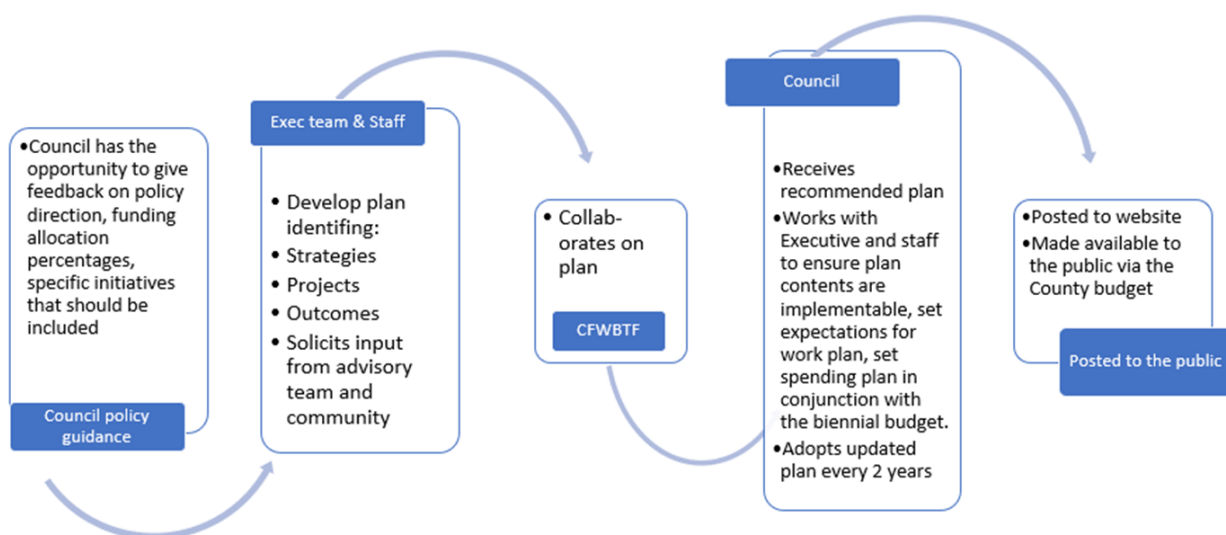 •Council has the
opportunity to give
feedback on policy
direction, funding
allocation
percentages,
specific initiatives
that should be
included
Council policy
guidance
Exec team & Staff
• Develop plan
identifing:
• Strategies
• Projects
• Outcomes
• Solicits input
from advisory
team and
community
• Collab-
orates on
plan
CFWBTF
Council
•Receives
recommended plan
•Works with
Executive and staff
to ensure plan
contents are
implementable, set
expectations for
work plan, set
spending plan in
conjunction with
the biennial budget.
•Adopts updated
plan every 2 years
•Posted to website
•Made available to
the public via the
County budget
Posted to the public